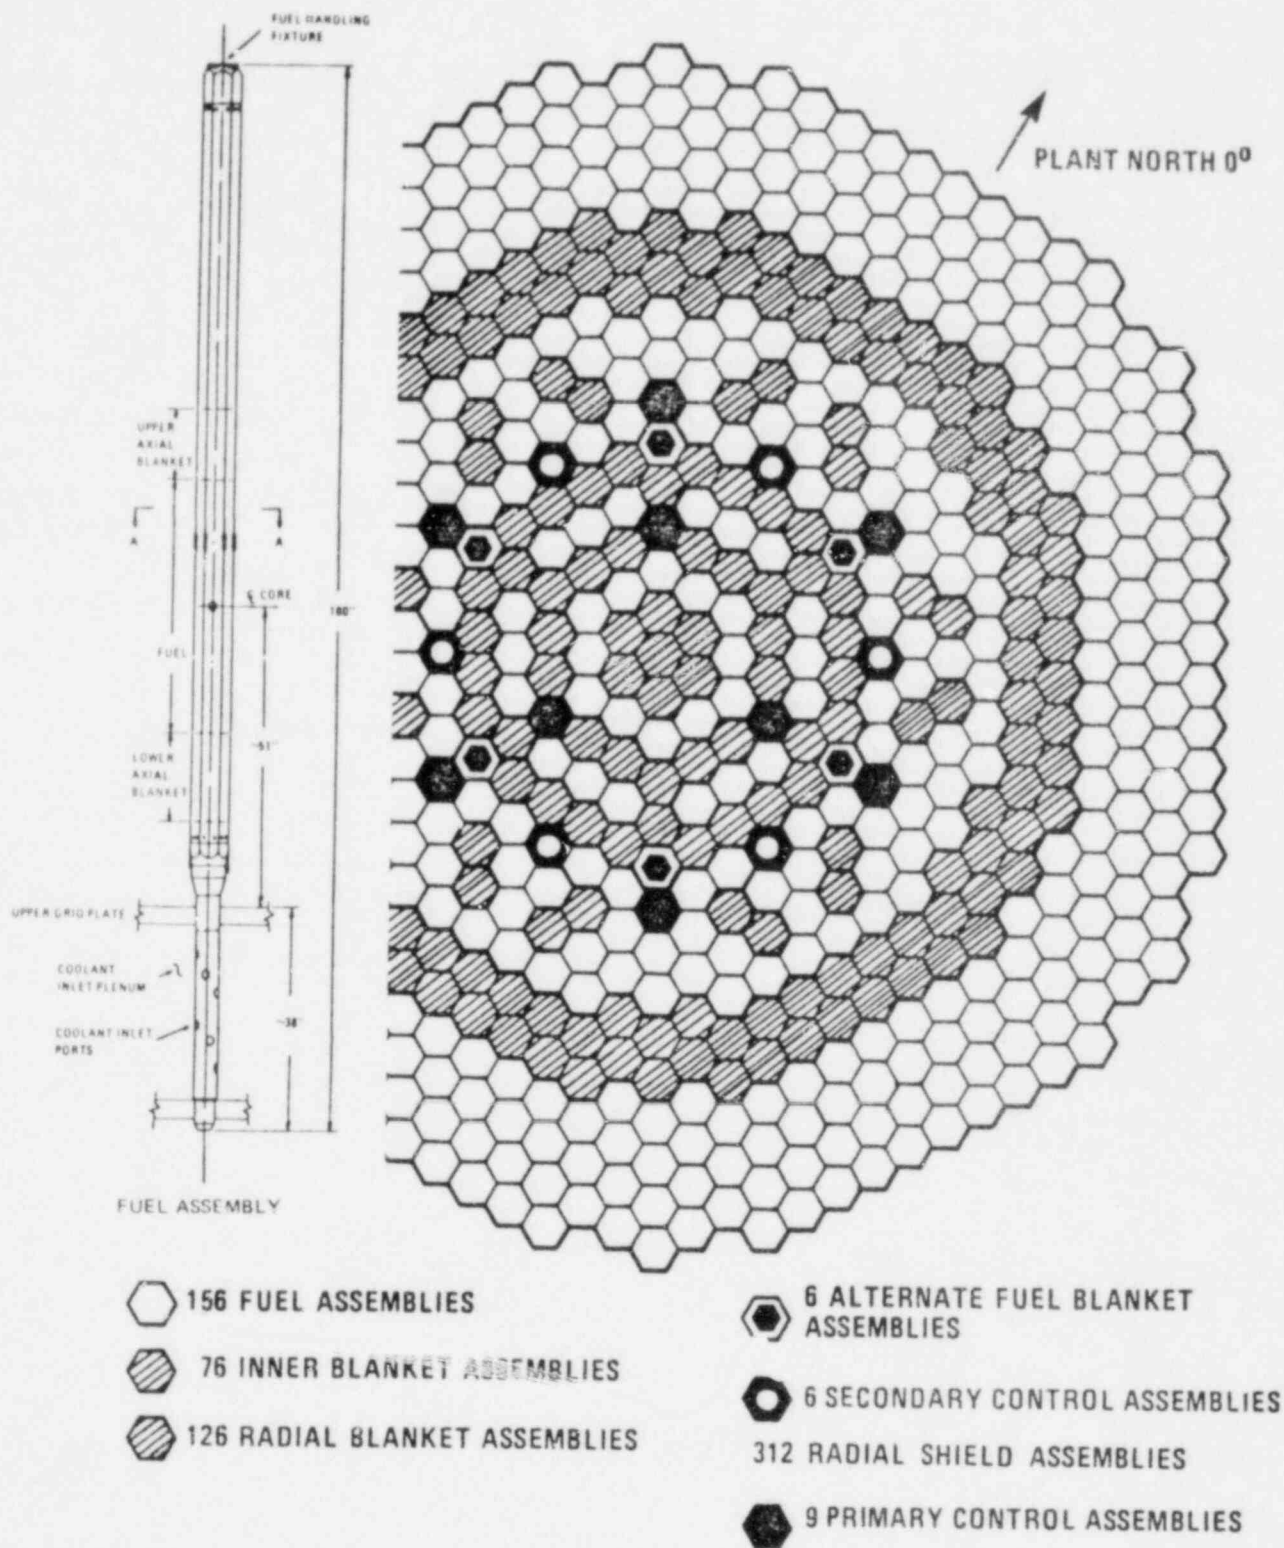 FUEL HANDLING
FIXTURE
PLANT NORTH 0º
UPPER
AXIAL
BLANKET
A
A
C CORE
180
FUEL
~51"
LOWER
AXIAL
BLANKET
UPPER GRID PLATE
COOLANT
INLET PLENUM
~38"
COOLANT INLET
PORTS
FUEL ASSEMBLY
156 FUEL ASSEMBLIES
76 INNER BLANKET ASSEMBLIES
126 RADIAL BLANKET ASSEMBLIES
6 ALTERNATE FUEL BLANKET
ASSEMBLIES
6 SECONDARY CONTROL ASSEMBLIES
312 RADIAL SHIELD ASSEMBLIES
9 PRIMARY CONTROL ASSEMBLIES